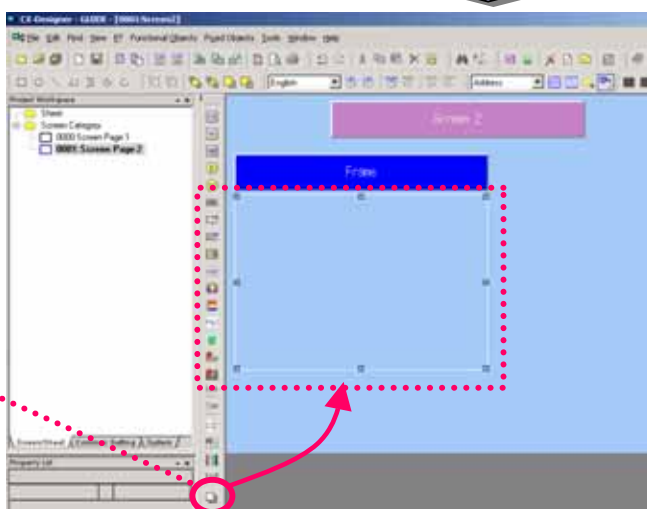 CX-Designer - GUIDE - [0001:Screen2]
File Edit Find View PT Functional Objects Fixed Objects Tools Window Help
English
Address
Project Workspace
Sheet
Screen Category
0000:Screen Page 1
0001:Screen Page 2
Screen 2
Frame
Property List